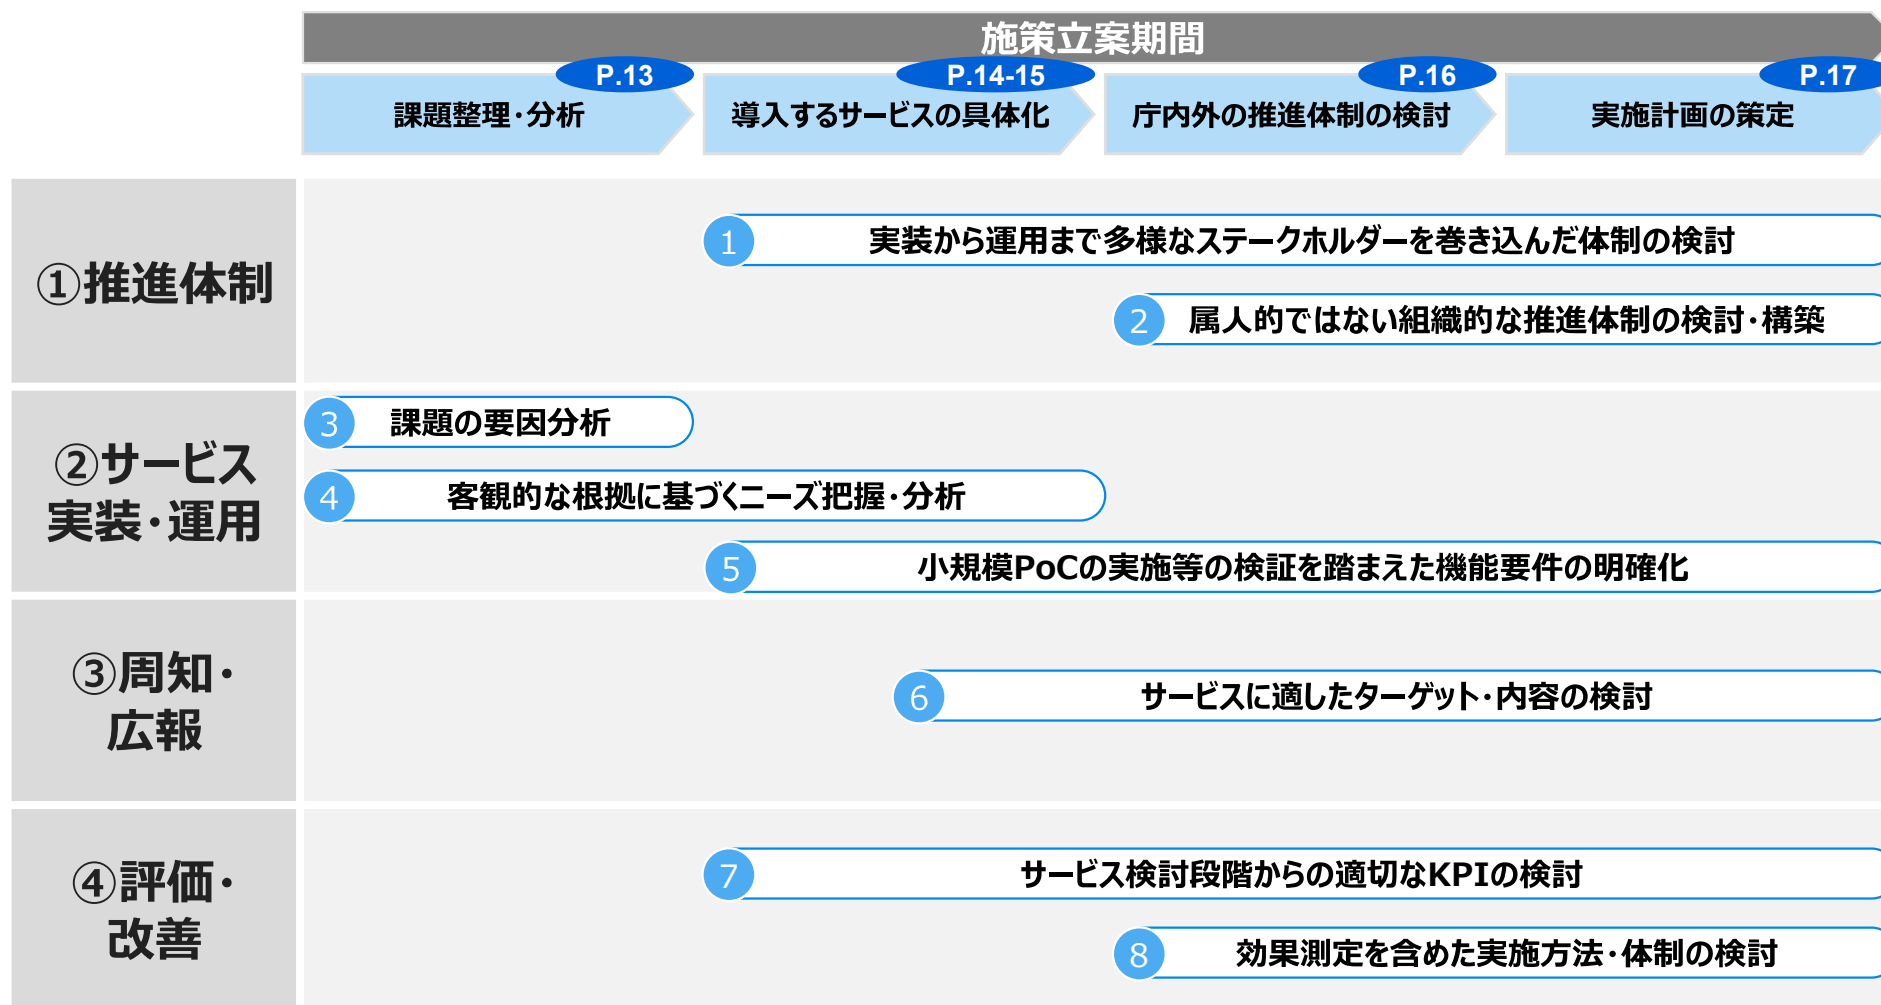 施策立案期間
P.13
P.14-15
P.16
P.17
課題整理・分析
導入するサービスの具体化
庁内外の推進体制の検討
実施計画の策定
①推進体制
1 実装から運用まで多様なステークホルダーを巻き込んだ体制の検討
2 属人的ではない組織的な推進体制の検討・構築
②サービス
実装・運用
3 課題の要因分析
4 客観的な根拠に基づくニーズ把握・分析
5 小規模PoCの実施等の検証を踏まえた機能要件の明確化
③周知・
広報
6 サービスに適したターゲット・内容の検討
④評価・
改善
7 サービス検討段階からの適切なKPIの検討
8 効果測定を含めた実施方法・体制の検討